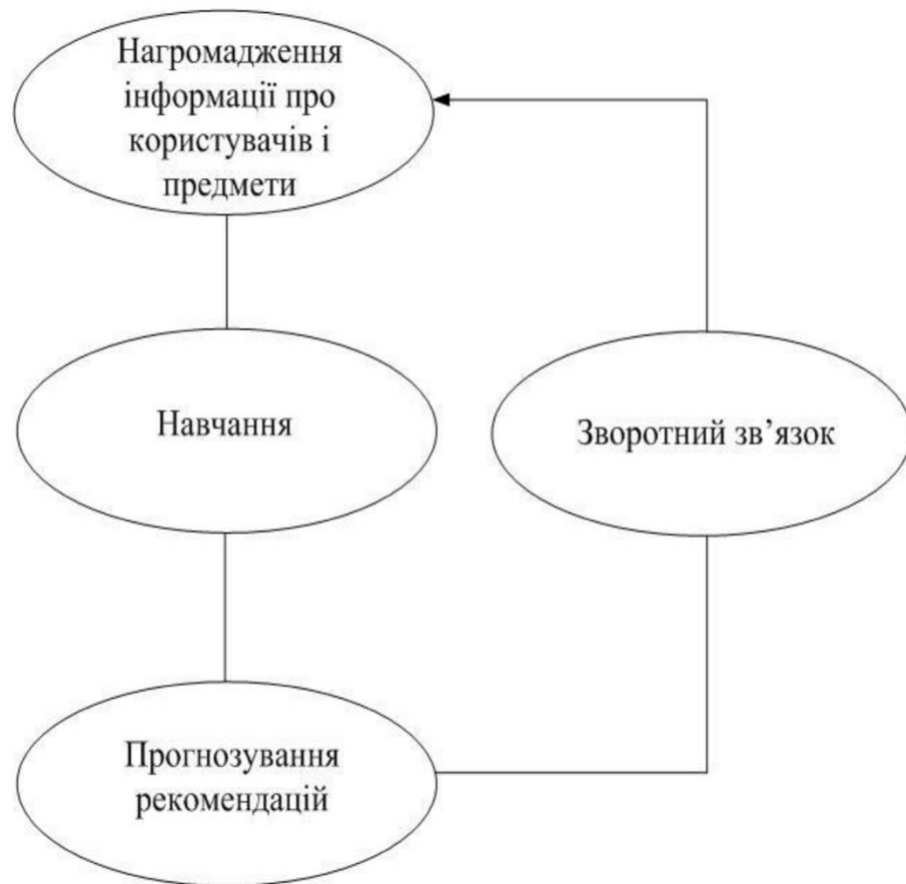 Нагромадження
інформації про
користувачів і
предмети
Навчання
Зворотний зв’язок
Прогнозування
рекомендацій